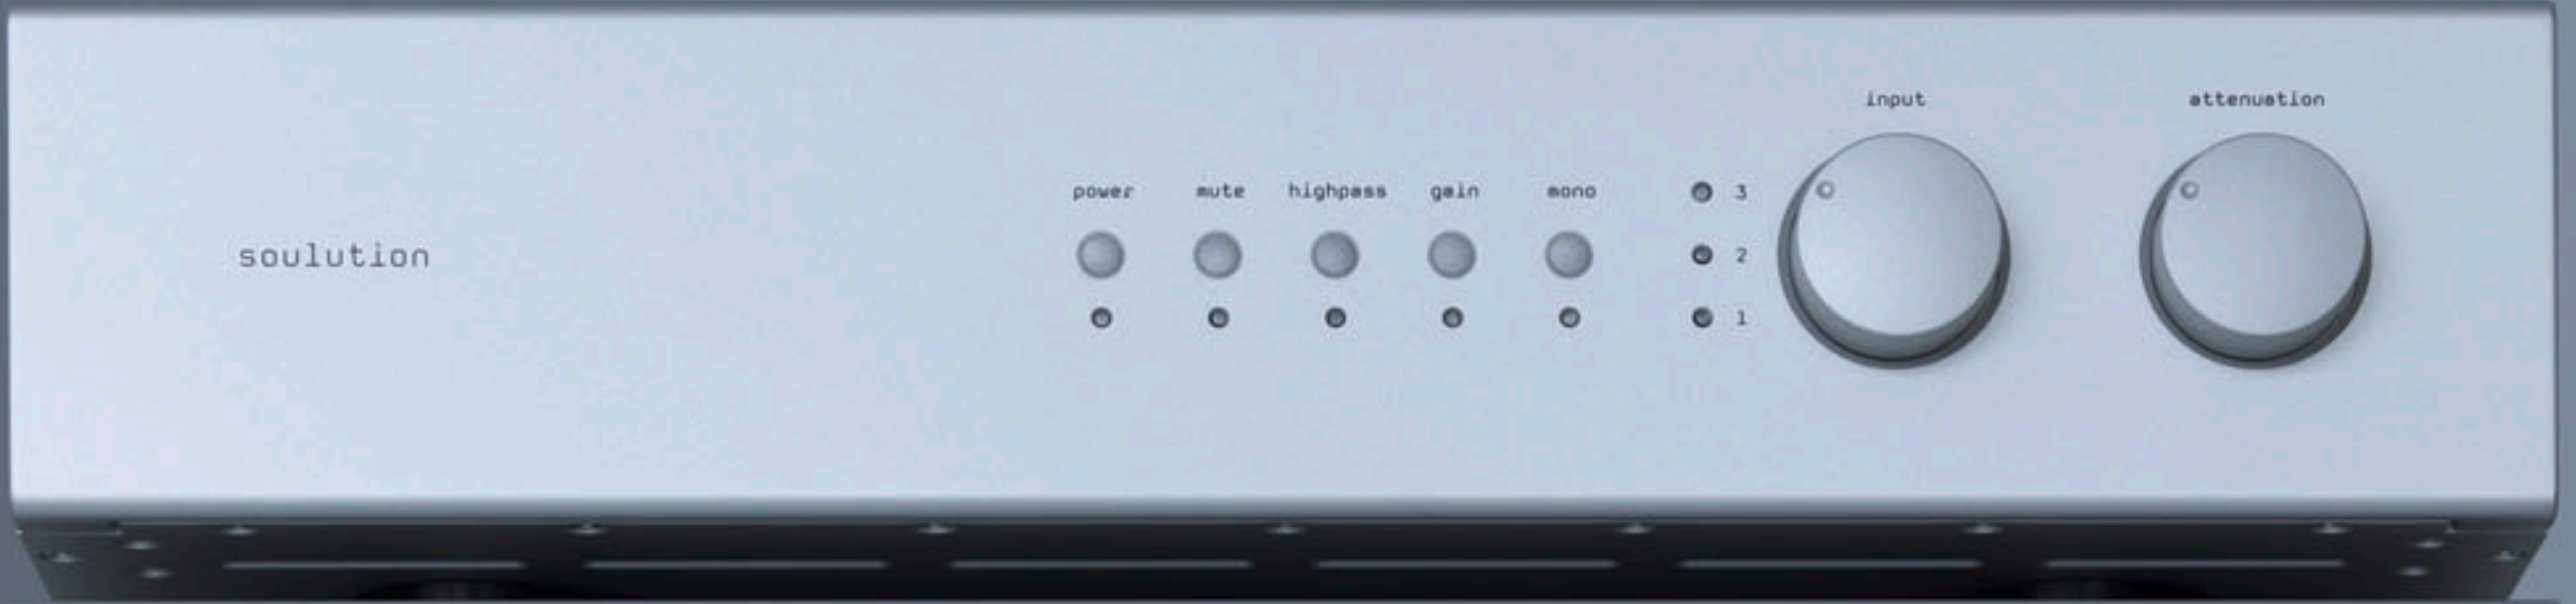 input
attenuation
power
mute
highpass
gain
mono
3
soulution
2
1